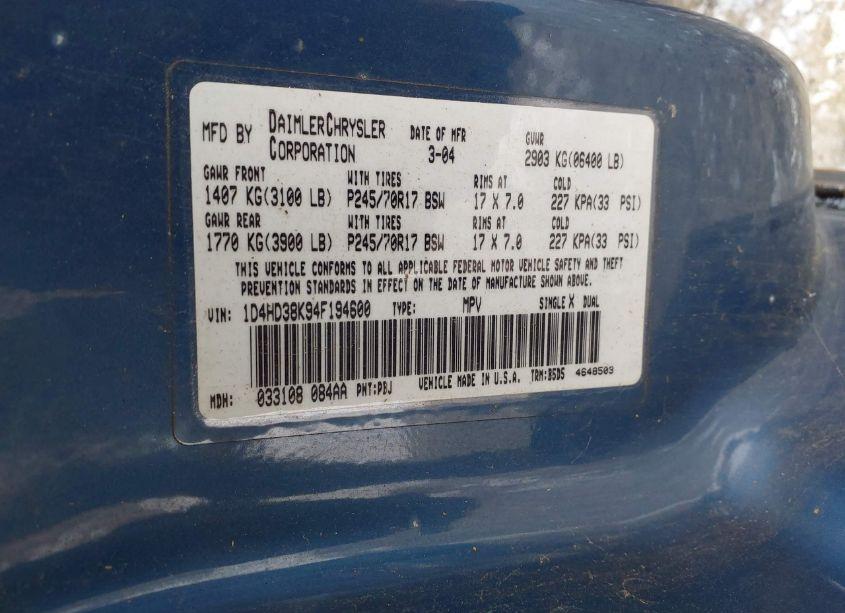 MFD BY DAIMLERCHRYSLER CORPORATION DATE OF MFR 3-04 GVWR 2903 KG(06400 LB)
GAWR FRONT WITH TIRES RIMS AT COLD
1407 KG(3100 LB) P245/70R17 BSW 17 X 7.0 227 KPA(33 PSI)
GAWR REAR WITH TIRES RIMS AT COLD
1770 KG(3900 LB) P245/70R17 BSW 17 X 7.0 227 KPA(33 PSI)
THIS VEHICLE CONFORMS TO ALL APPLICABLE FEDERAL MOTOR VEHICLE SAFETY AND THEFT
PREVENTION STANDARDS IN EFFECT ON THE DATE OF MANUFACTURE SHOWN ABOVE.
VIN: 1D4HD38K94F194600 TYPE: MPV SINGLE X DUAL
MDH: 033108 084AA PNT:PBJ VEHICLE MADE IN U.S.A. TRM:B5D5 4648503